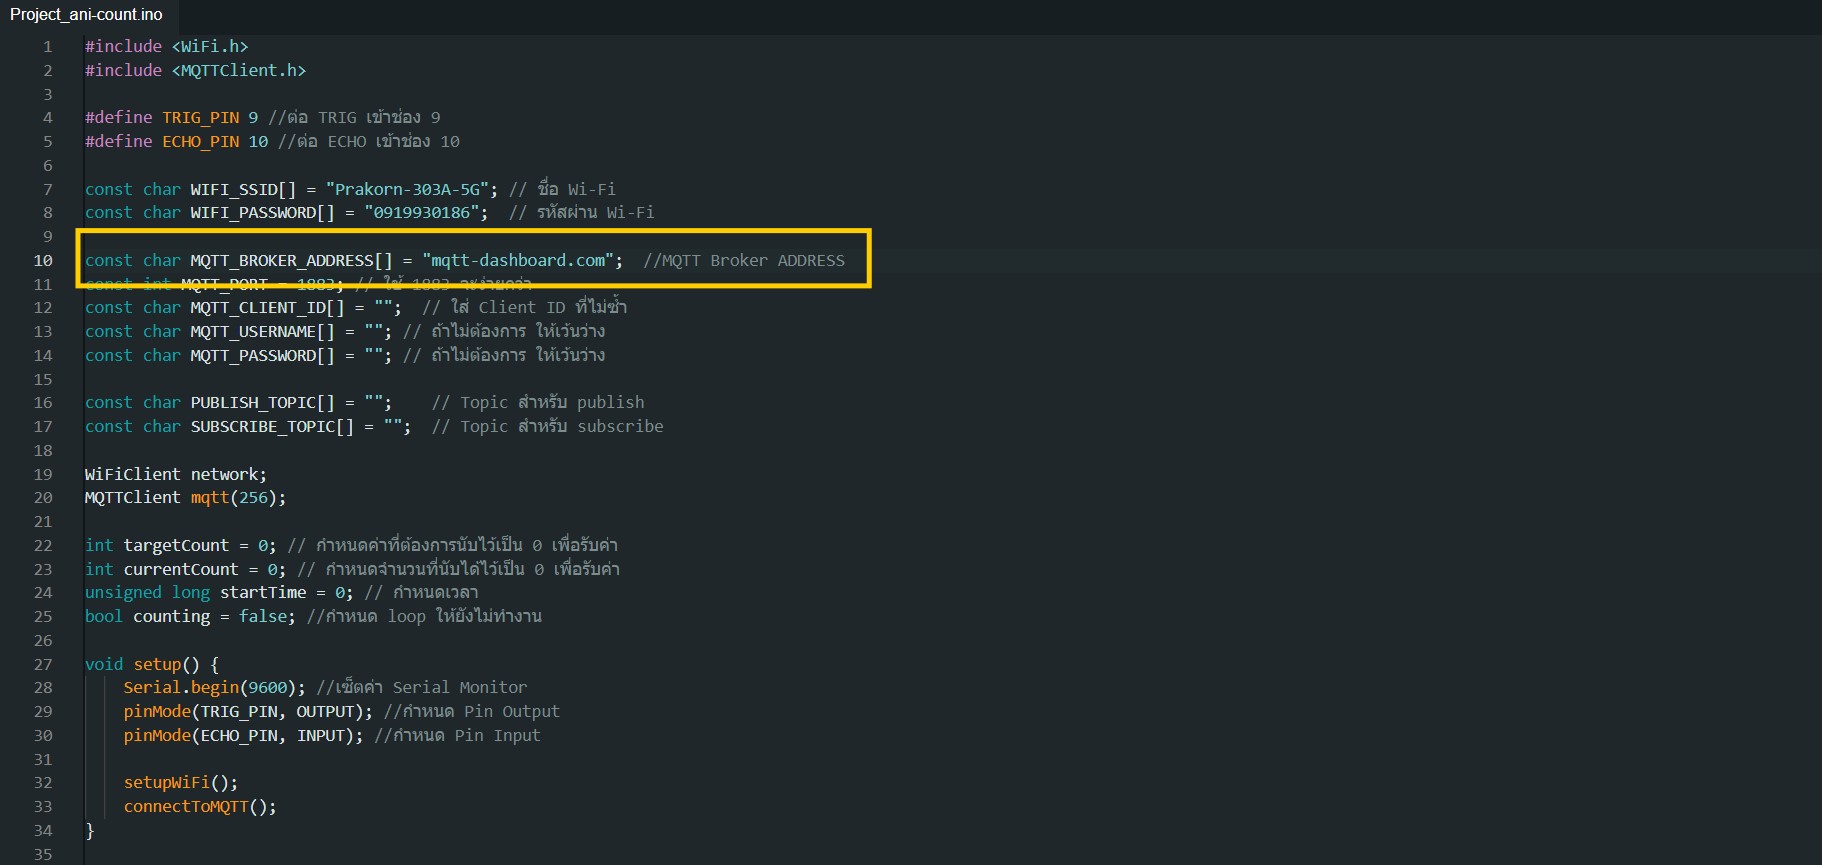 Project_ani-count.ino
1 #include <WiFi.h>
2 #include <MQTTClient.h>
3
4 #define TRIG_PIN 9 //ต่อ TRIG เข้าช่อง 9
5 #define ECHO_PIN 10 //ต่อ ECHO เข้าช่อง 10
6
7 const char WIFI_SSID[] = "Prakorn-303A-5G"; // ชื่อ Wi-Fi
8 const char WIFI_PASSWORD[] = "0919930186";  // รหัสผ่าน Wi-Fi
9
10 const char MQTT_BROKER_ADDRESS[] = "mqtt-dashboard.com";  //MQTT Broker ADDRESS
11 const int MQTT_PORT = 1883; // ใช้ 1883 จะง่ายกว่า
12 const char MQTT_CLIENT_ID[] = "";  // ใส่ Client ID ที่ไม่ซ้ำ
13 const char MQTT_USERNAME[] = ""; // ถ้าไม่ต้องการ ให้เว้นว่าง
14 const char MQTT_PASSWORD[] = ""; // ถ้าไม่ต้องการ ให้เว้นว่าง
15
16 const char PUBLISH_TOPIC[] = "";    // Topic สำหรับ publish
17 const char SUBSCRIBE_TOPIC[] = "";  // Topic สำหรับ subscribe
18
19 WiFiClient network;
20 MQTTClient mqtt(256);
21
22 int targetCount = 0; // กำหนดค่าที่ต้องการนับไว้เป็น 0 เพื่อรับค่า
23 int currentCount = 0; // กำหนดจำนวนที่นับได้ไว้เป็น 0 เพื่อรับค่า
24 unsigned long startTime = 0; // กำหนดเวลา
25 bool counting = false; //กำหนด loop ให้ยังไม่ทำงาน
26
27 void setup() {
28     Serial.begin(9600); //เซ็ตค่า Serial Monitor
29     pinMode(TRIG_PIN, OUTPUT); //กำหนด Pin Output
30     pinMode(ECHO_PIN, INPUT); //กำหนด Pin Input
31
32     setupWiFi();
33     connectToMQTT();
34 }
35